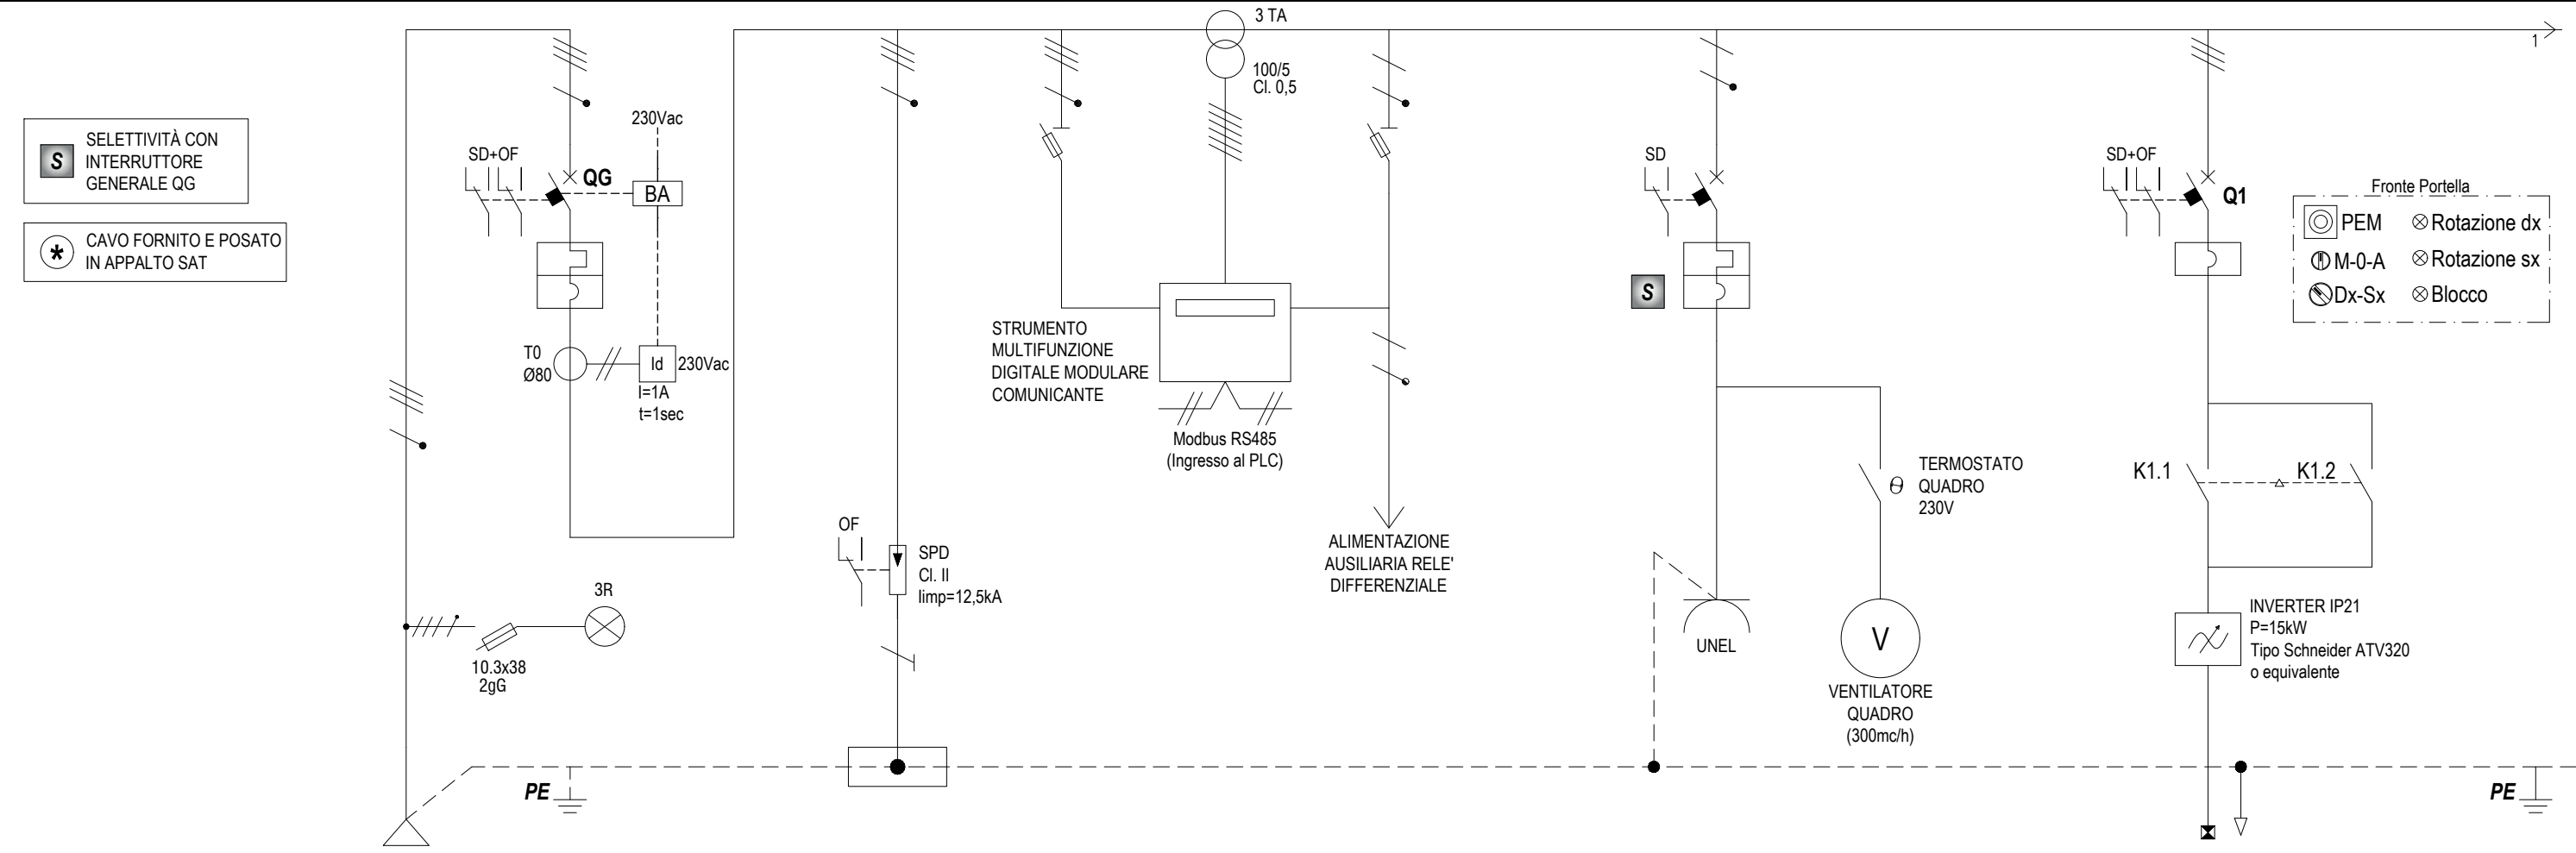 3 TA
100/5
Cl. 0,5
1
S
SELETTIVITÀ CON
INTERRUTTORE
GENERALE QG
*
CAVO FORNITO E POSATO
IN APPALTO SAT
230Vac
SD+OF
QG
BA
T0
Ø80
Id
230Vac
I=1A
t=1sec
3R
10.3x38
2gG
PE
OF
SPD
Cl. II
Iimp=12,5kA
STRUMENTO
MULTIFUNZIONE
DIGITALE MODULARE
COMUNICANTE
Modbus RS485
(Ingresso al PLC)
ALIMENTAZIONE
AUSILIARIA RELE'
DIFFERENZIALE
SD
S
UNEL
θ
TERMOSTATO
QUADRO
230V
V
VENTILATORE
QUADRO
(300mc/h)
SD+OF
Q1
Fronte Portella
PEM
Rotazione dx
M-0-A
Rotazione sx
Dx-Sx
Blocco
K1.1
K1.2
INVERTER IP21
P=15kW
Tipo Schneider ATV320
o equivalente
PE